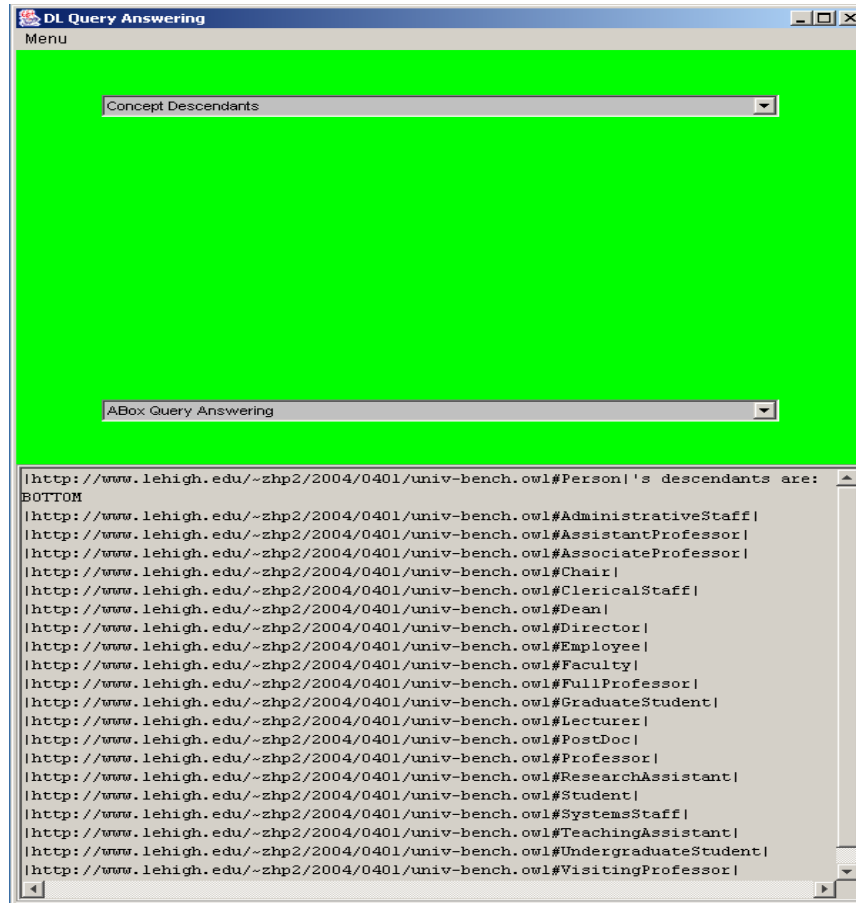 DL Query Answering
Menu
Concept Descendants
ABox Query Answering
|http://www.lehigh.edu/~zhp2/2004/0401/univ-bench.owl#Person|'s descendants are:
BOTTOM
|http://www.lehigh.edu/~zhp2/2004/0401/univ-bench.owl#AdministrativeStaff|
|http://www.lehigh.edu/~zhp2/2004/0401/univ-bench.owl#AssistantProfessor|
|http://www.lehigh.edu/~zhp2/2004/0401/univ-bench.owl#AssociateProfessor|
|http://www.lehigh.edu/~zhp2/2004/0401/univ-bench.owl#Chair|
|http://www.lehigh.edu/~zhp2/2004/0401/univ-bench.owl#ClericalStaff|
|http://www.lehigh.edu/~zhp2/2004/0401/univ-bench.owl#Dean|
|http://www.lehigh.edu/~zhp2/2004/0401/univ-bench.owl#Director|
|http://www.lehigh.edu/~zhp2/2004/0401/univ-bench.owl#Employee|
|http://www.lehigh.edu/~zhp2/2004/0401/univ-bench.owl#Faculty|
|http://www.lehigh.edu/~zhp2/2004/0401/univ-bench.owl#FullProfessor|
|http://www.lehigh.edu/~zhp2/2004/0401/univ-bench.owl#GraduateStudent|
|http://www.lehigh.edu/~zhp2/2004/0401/univ-bench.owl#Lecturer|
|http://www.lehigh.edu/~zhp2/2004/0401/univ-bench.owl#PostDoc|
|http://www.lehigh.edu/~zhp2/2004/0401/univ-bench.owl#Professor|
|http://www.lehigh.edu/~zhp2/2004/0401/univ-bench.owl#ResearchAssistant|
|http://www.lehigh.edu/~zhp2/2004/0401/univ-bench.owl#Student|
|http://www.lehigh.edu/~zhp2/2004/0401/univ-bench.owl#SystemsStaff|
|http://www.lehigh.edu/~zhp2/2004/0401/univ-bench.owl#TeachingAssistant|
|http://www.lehigh.edu/~zhp2/2004/0401/univ-bench.owl#UndergraduateStudent|
|http://www.lehigh.edu/~zhp2/2004/0401/univ-bench.owl#VisitingProfessor|